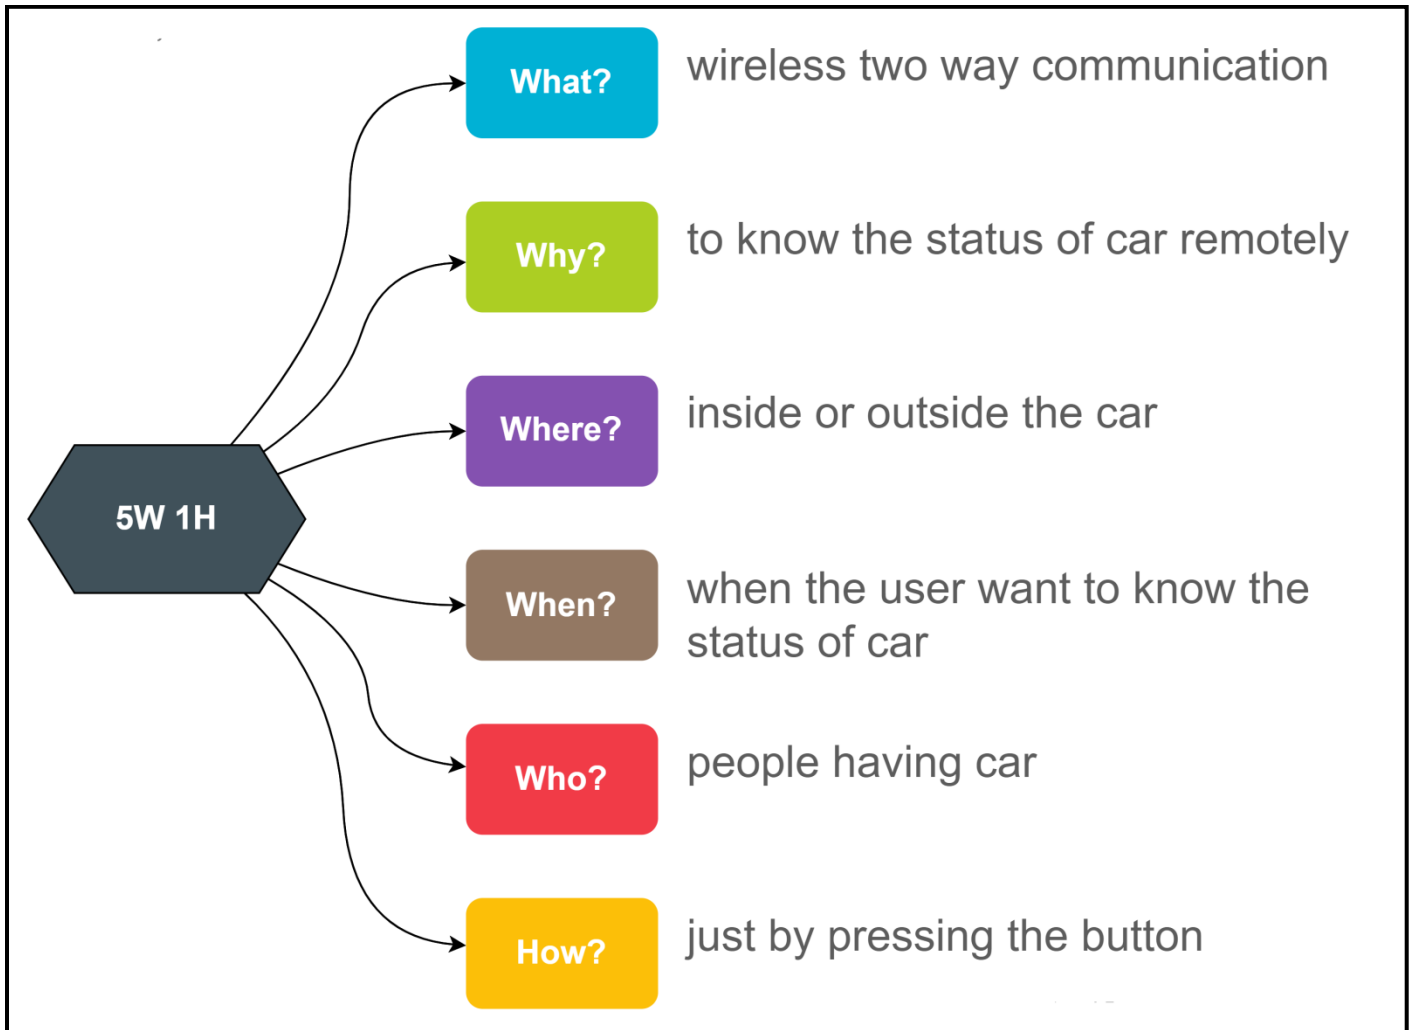 What?
wireless two way communication
Why?
to know the status of car remotely
Where?
inside or outside the car
5W 1H
When?
when the user want to know the
status of car
Who?
people having car
How?
just by pressing the button